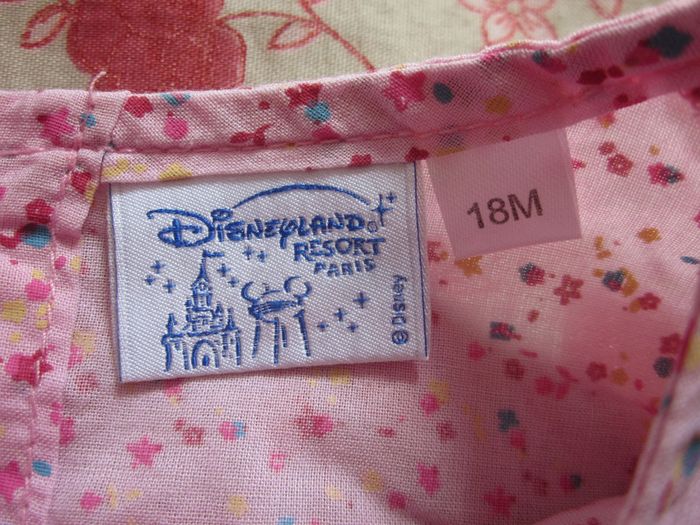 Disneyland®
RESORT
PARIS
© Disney
18M